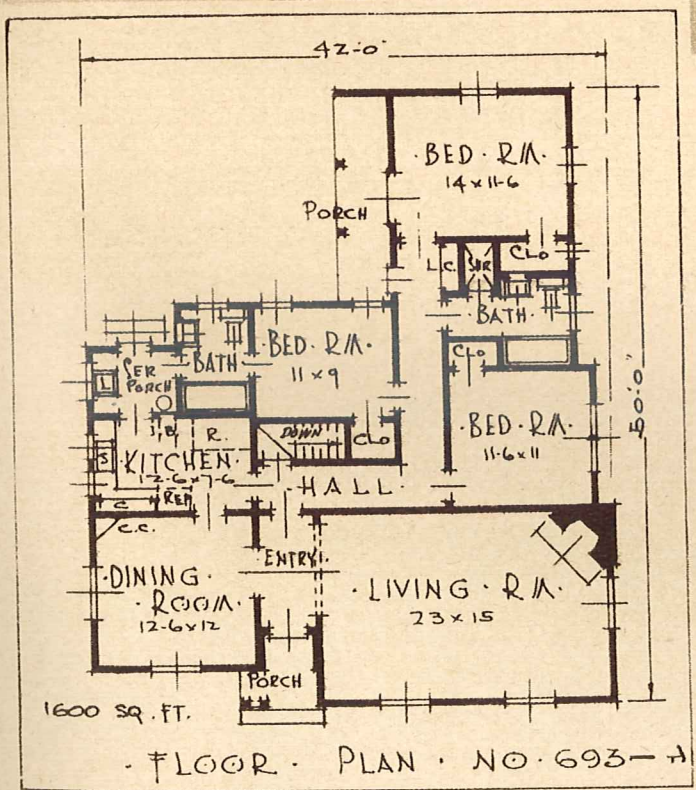 42'-0"
BED · RM ·
14 x 11-6
PORCH
L.C.
SHR
CLO
· BATH ·
50'-0"
SER
PORCH
BATH
· BED · RM ·
11 x 9
CLO
L
DOWN
CLO
· BED · RM ·
11-6 x 11
I.B.
R.
S
· KITCHEN ·
12-6 x 7-6
C
REF
· HALL ·
C.C.
· ENTRY ·
· DINING ·
· ROOM ·
12-6 x 12
· LIVING · RM ·
23 x 15
PORCH
1600 SQ. FT.
· FLOOR · PLAN · NO · 693-A